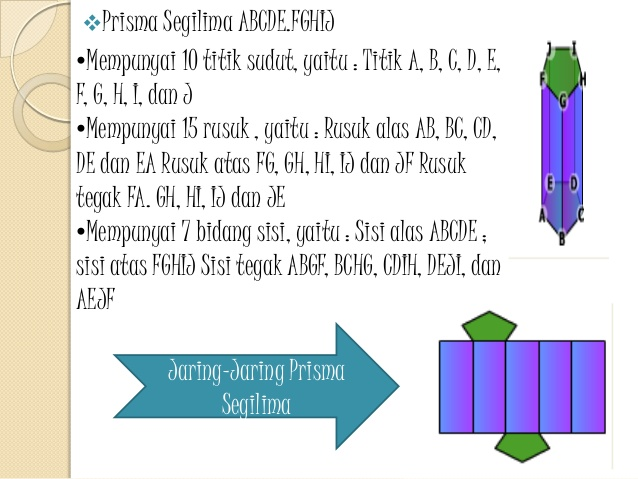 ❖Prisma Segilima ABCDE.FGHIJ
•Mempunyai 10 titik sudut, yaitu : Titik A, B, C, D, E,
F, G, H, I, dan J
•Mempunyai 15 rusuk , yaitu : Rusuk alas AB, BC, CD,
DE dan EA Rusuk atas FG, GH, HI, IJ dan JF Rusuk
tegak FA. GH, HI, IJ dan JE
•Mempunyai 7 bidang sisi, yaitu : Sisi alas ABCDE ;
sisi atas FGHIJ Sisi tegak ABGF, BCHG, CDIH, DEJI, dan
AEJF
J I
F H
G
E D
A C
B
Jaring-Jaring Prisma
Segilima